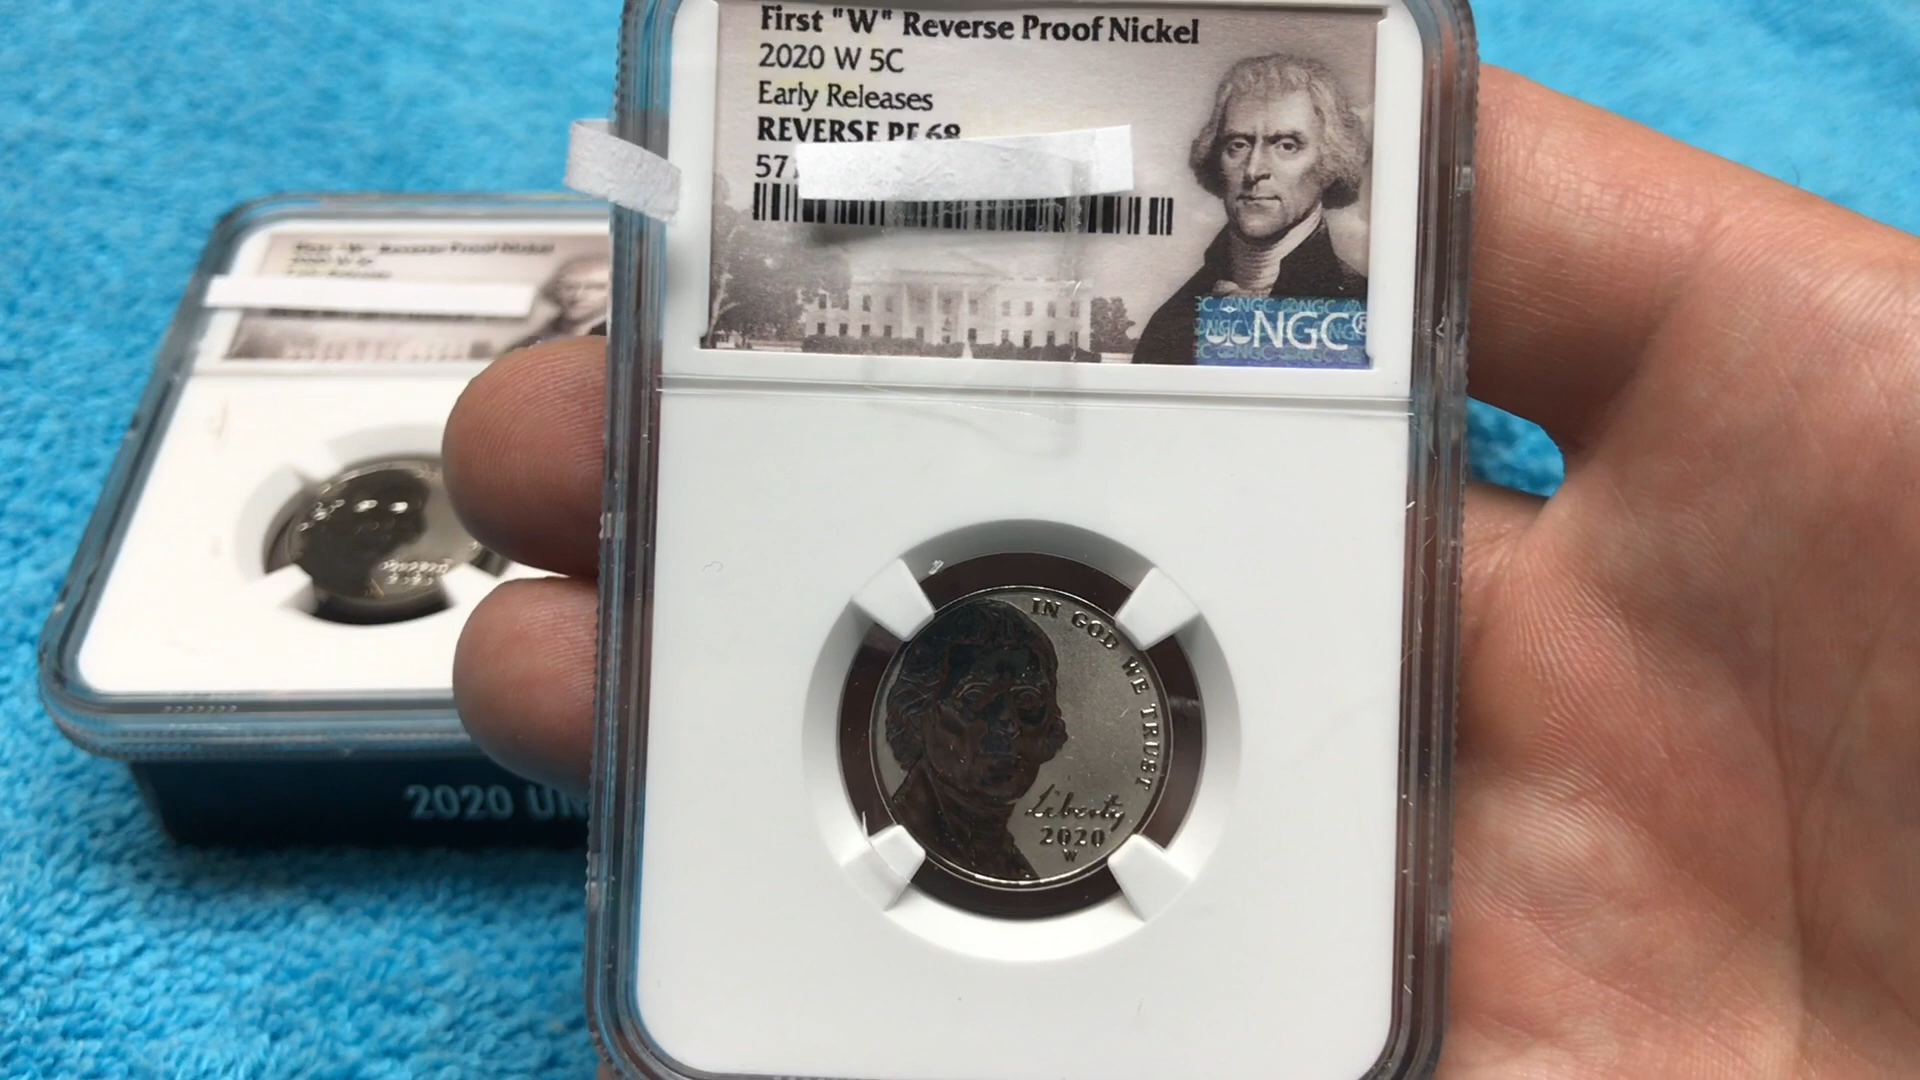 First "W" Reverse Proof Nickel
2020 W 5C
Early Releases
REVERSE PF
57
NGC
IN GOD WE TRUST
Liberty
2020
W
2020 UN